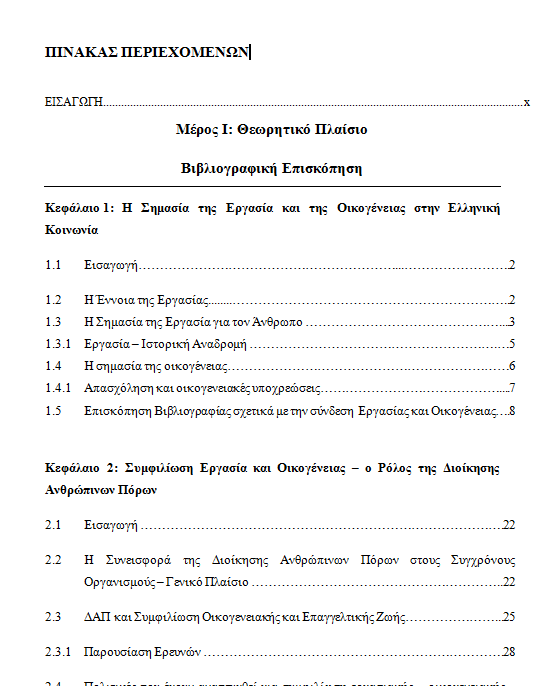 ΠΙΝΑΚΑΣ ΠΕΡΙΕΧΟΜΕΝΩΝ
ΕΙΣΑΓΩΓΗ..........................................................................................................................................x
Μέρος Ι: Θεωρητικό Πλαίσιο
Βιβλιογραφική Επισκόπηση
Κεφάλαιο 1: Η Σημασία της Εργασία και της Οικογένειας στην Ελληνική
Κοινωνία
1.1 Εισαγωγή……………………………………………………....……………………….2
1.2 Η Έννοια της Εργασίας........…………………………………………………………….2
1.3 Η Σημασία της Εργασία για τον Άνθρωπο ……………………………………………...3
1.3.1 Εργασία – Ιστορική Αναδρομή ………………………………………………………….5
1.4 Η σημασία της οικογένειας……………………………………………………………….6
1.4.1 Απασχόληση και οικογενειακές υποχρεώσεις…………………………………………....7
1.5 Επισκόπηση Βιβλιογραφίας σχετικά με την σύνδεση Εργασίας και Οικογένειας….8
Κεφάλαιο 2: Συμφιλίωση Εργασία και Οικογένειας – ο Ρόλος της Διοίκησης
Ανθρώπινων Πόρων
2.1 Εισαγωγή …………………………………………………………………………………..22
2.2 Η Συνεισφορά της Διοίκησης Ανθρώπινων Πόρων στους Συγχρόνους
Οργανισμούς – Γενικό Πλαίσιο …………………………………………………………..22
2.3 ΔΑΠ και Συμφιλίωση Οικογενειακής και Επαγγελτικής Ζωής………………………...25
2.3.1 Παρουσίαση Ερευνών …………………………………………………………………...28